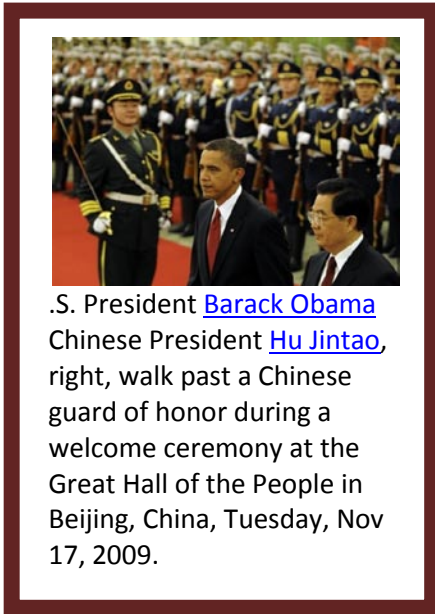 .S. President Barack Obama
Chinese President Hu Jintao,
right, walk past a Chinese
guard of honor during a
welcome ceremony at the
Great Hall of the People in
Beijing, China, Tuesday, Nov
17, 2009.